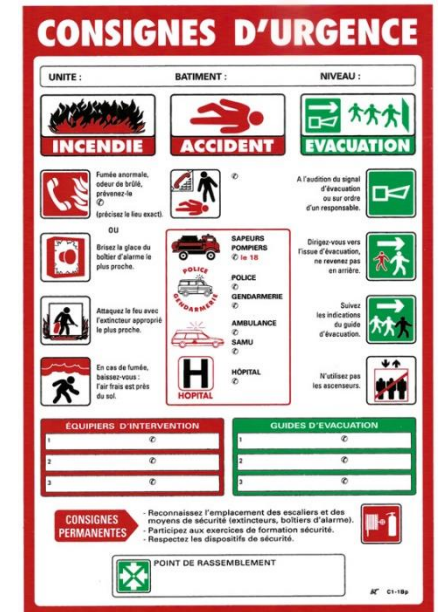 CONSIGNES D'URGENCE
UNITE :
BATIMENT :
NIVEAU :
INCENDIE
ACCIDENT
EVACUATION
Fumée anormale,
odeur de brûlé,
prévenez-le
✆
(précisez le lieu exact).
OU
Brisez la glace du
boîtier d'alarme le
plus proche.
Attaquez le feu avec
l'extincteur approprié
le plus proche.
En cas de fumée,
baissez-vous :
l'air frais est près
du sol.
✆
SAPEURS
POMPIERS
✆ le 18
POLICE
GENDARMERIE
POLICE
✆
GENDARMERIE
✆
AMBULANCE
✆
SAMU
✆
H
HOPITAL
HÔPITAL
✆
A l'audition du signal
d'évacuation
ou sur ordre
d'un responsable.
Dirigez-vous vers
l'issue d'évacuation,
ne revenez pas
en arrière.
Suivez
les indications
du guide
d'évacuation.
N'utilisez pas
les ascenseurs.
ÉQUIPIERS D'INTERVENTION
1 ✆
2 ✆
3 ✆
GUIDES D'EVACUATION
1 ✆
2 ✆
3 ✆
CONSIGNES
PERMANENTES
- Reconnaissez l'emplacement des escaliers et des
moyens de sécurité (extincteurs, boîtiers d'alarme).
- Participez aux exercices de formation sécurité.
- Respectez les dispositifs de sécurité.
POINT DE RASSEMBLEMENT
C1-1Bp